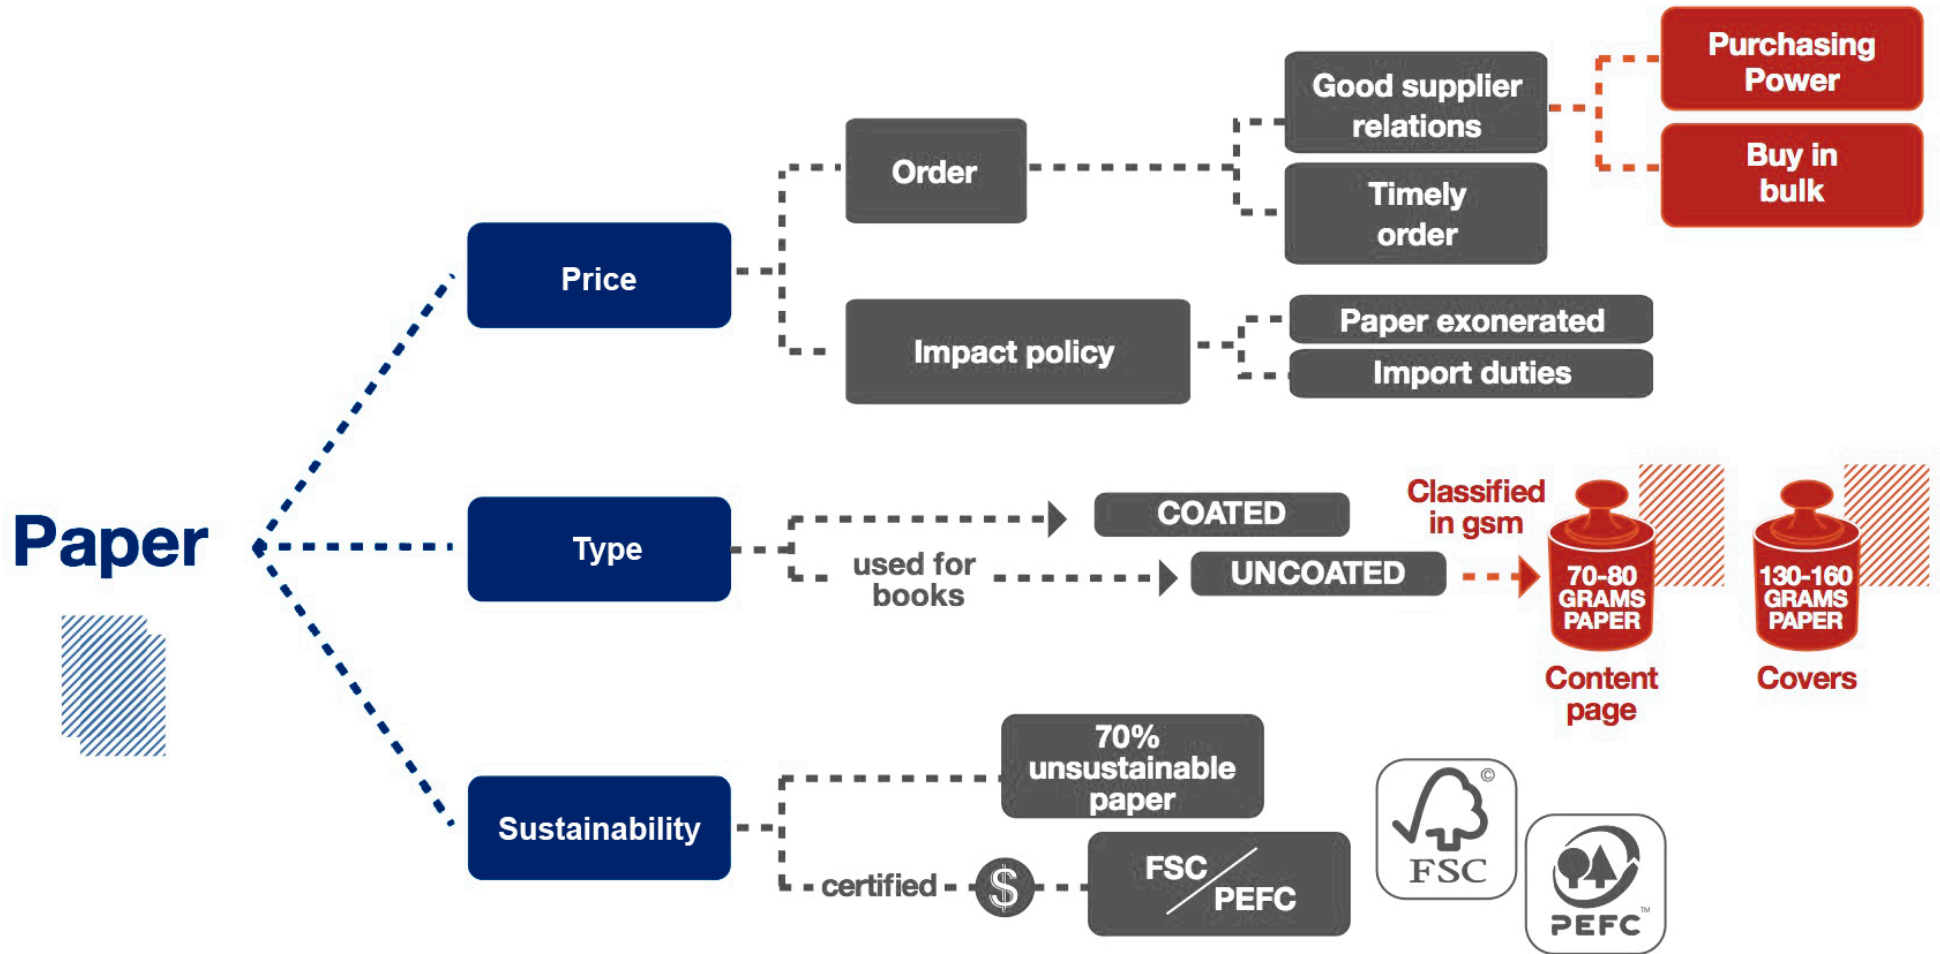 Paper
Price
Order
Good supplier
relations
Timely
order
Purchasing
Power
Buy in
bulk
Impact policy
Paper exonerated
Import duties
Type
COATED
used for
books
UNCOATED
Classified
in gsm
70-80
GRAMS
PAPER
Content
page
130-160
GRAMS
PAPER
Covers
Sustainability
70%
unsustainable
paper
certified
$
FSC
PEFC
©
FSC
PEFC™